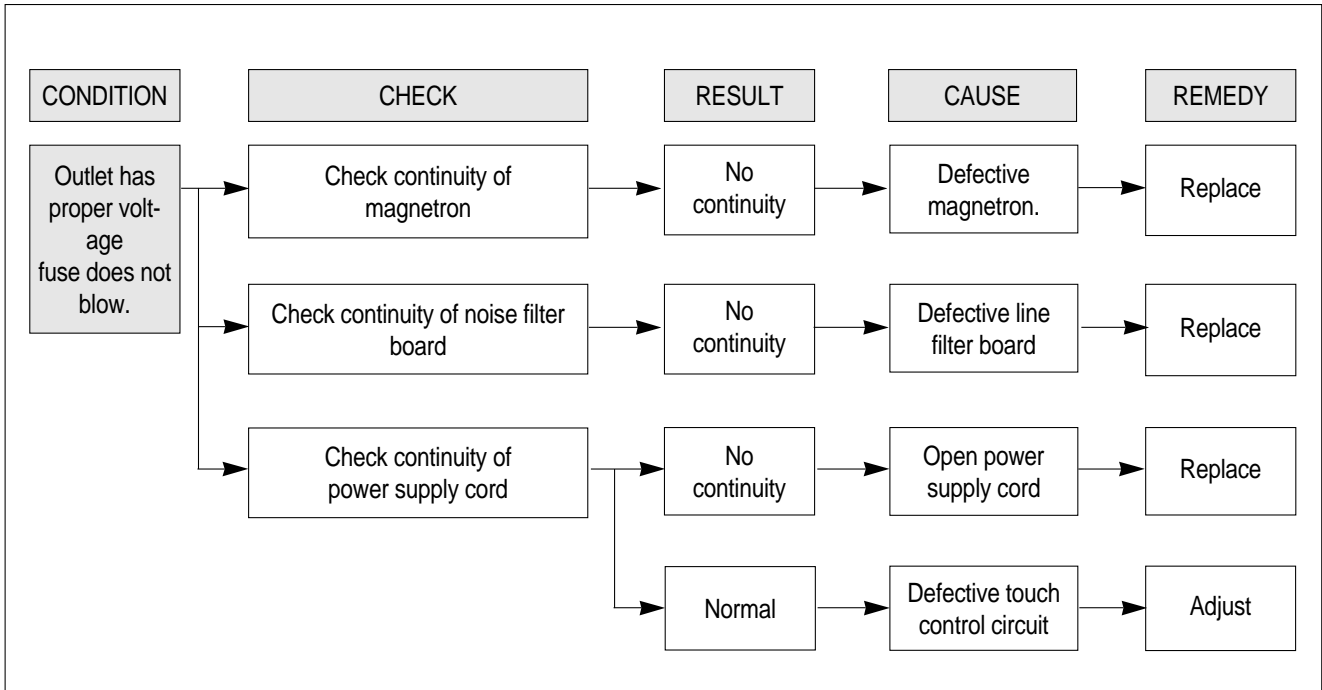 CONDITION
CHECK
RESULT
CAUSE
REMEDY
Outlet has
proper volt-
age
fuse does not
blow.
Check continuity of
magnetron
No
continuity
Defective
magnetron.
Replace
Check continuity of noise filter
board
No
continuity
Defective line
filter board
Replace
Check continuity of
power supply cord
No
continuity
Open power
supply cord
Replace
Normal
Defective touch
control circuit
Adjust